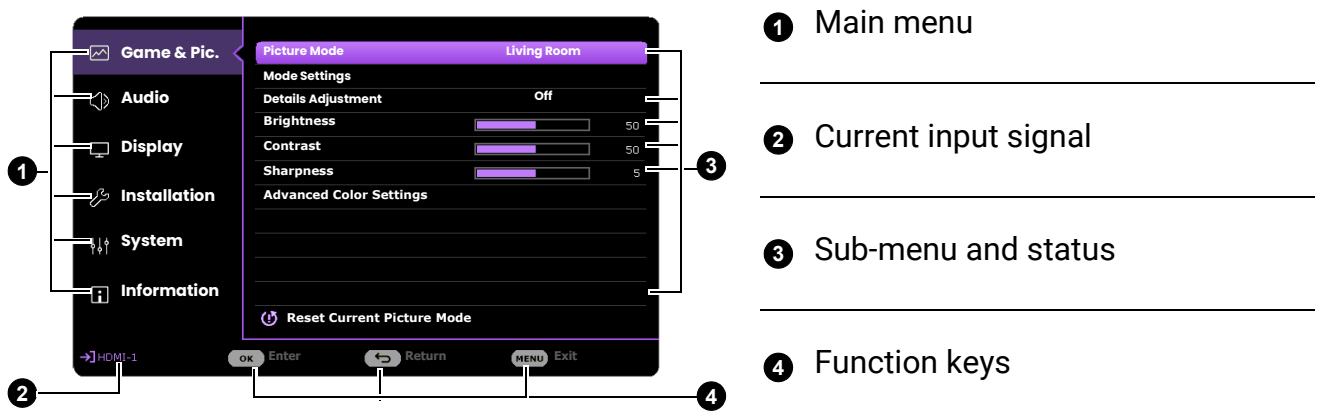 Game & Pic.
Audio
Display
Installation
System
Information
Picture Mode Living Room
Mode Settings
Details Adjustment Off
Brightness 50
Contrast 50
Sharpness 5
Advanced Color Settings
Reset Current Picture Mode
HDMI-1 OK Enter Return MENU Exit
1
2
3
4
1 Main menu
2 Current input signal
3 Sub-menu and status
4 Function keys